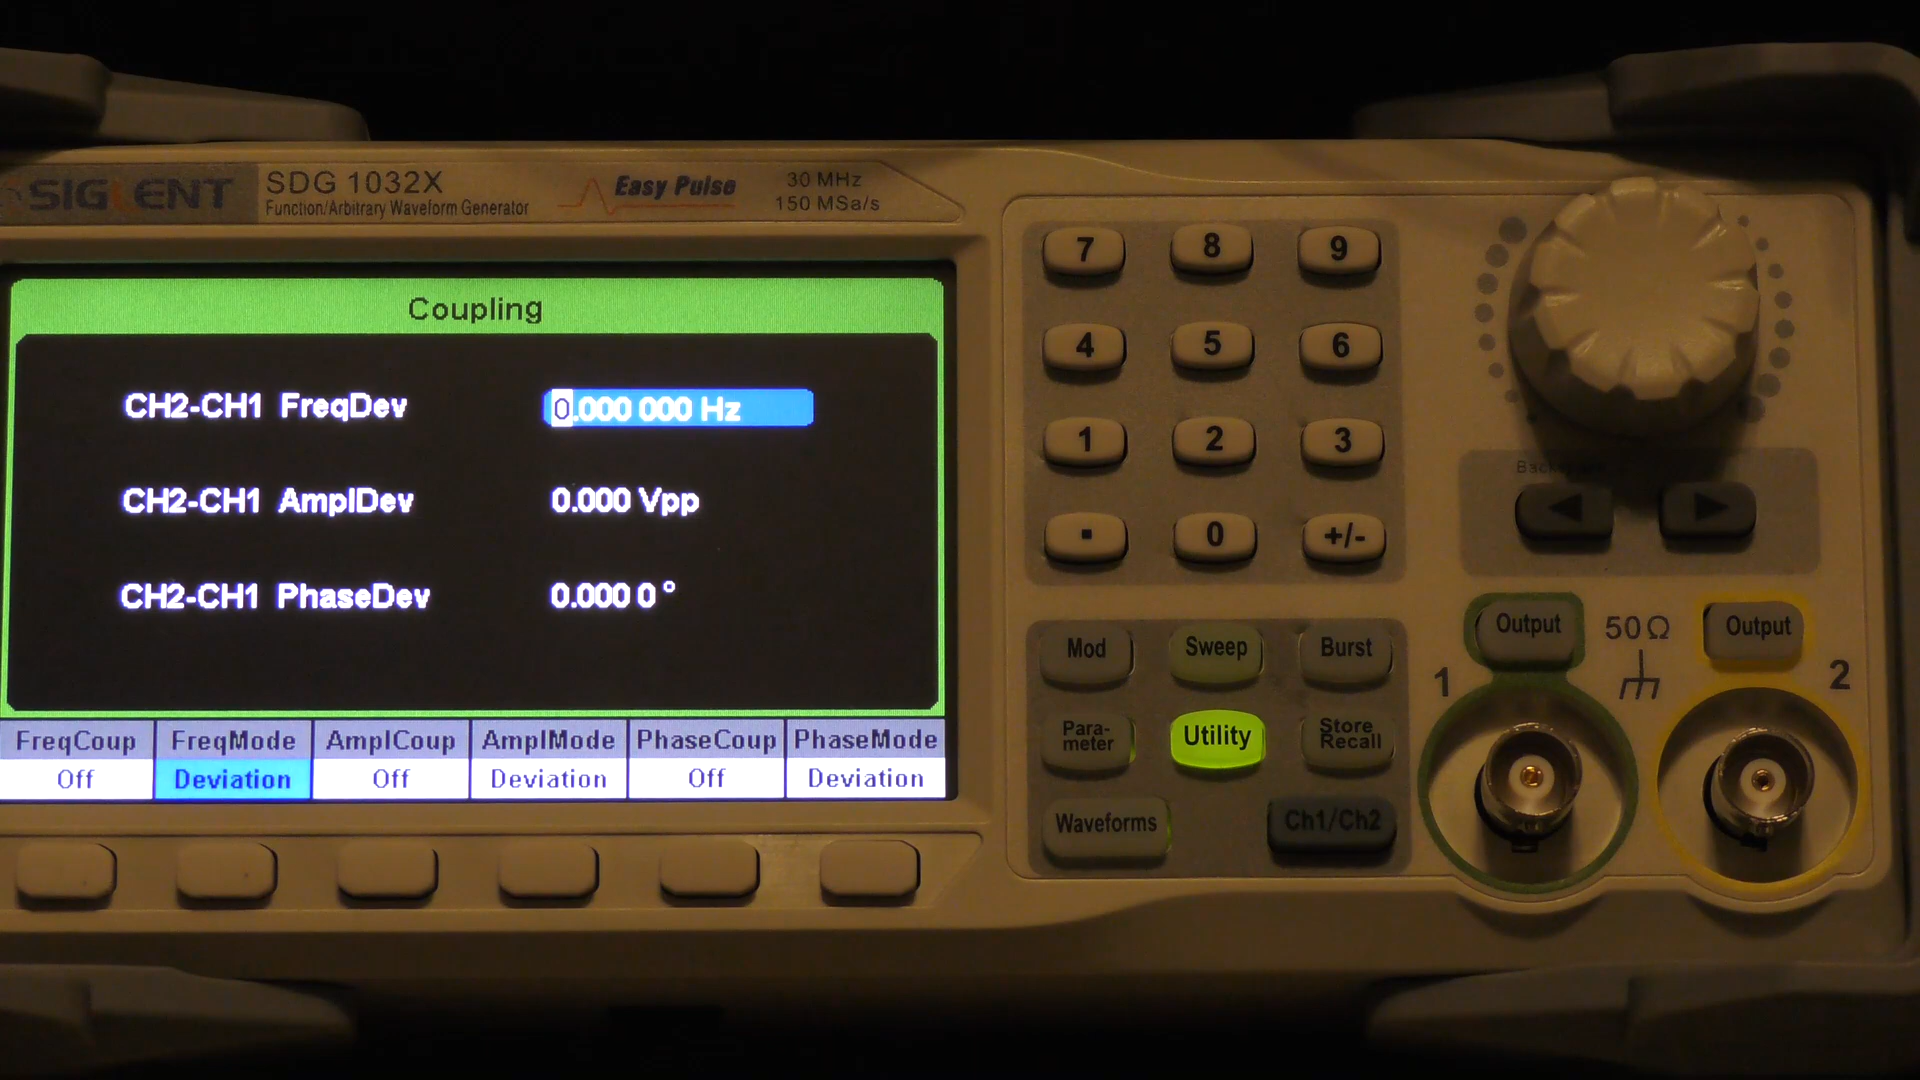 SIGLENT
SDG 1032X
Function/Arbitrary Waveform Generator
Easy Pulse
30 MHz
150 MSa/s
Coupling
CH2-CH1 FreqDev 0.000 000 Hz
CH2-CH1 AmplDev 0.000 Vpp
CH2-CH1 PhaseDev 0.000 0 °
FreqCoup FreqMode AmplCoup AmplMode PhaseCoup PhaseMode
Off Deviation Off Deviation Off Deviation
7 8 9
4 5 6
1 2 3
. 0 +/-
Mod Sweep Burst
Para-
meter
Utility
Store
Recall
Waveforms Ch1/Ch2
Output 50Ω Output
1 2